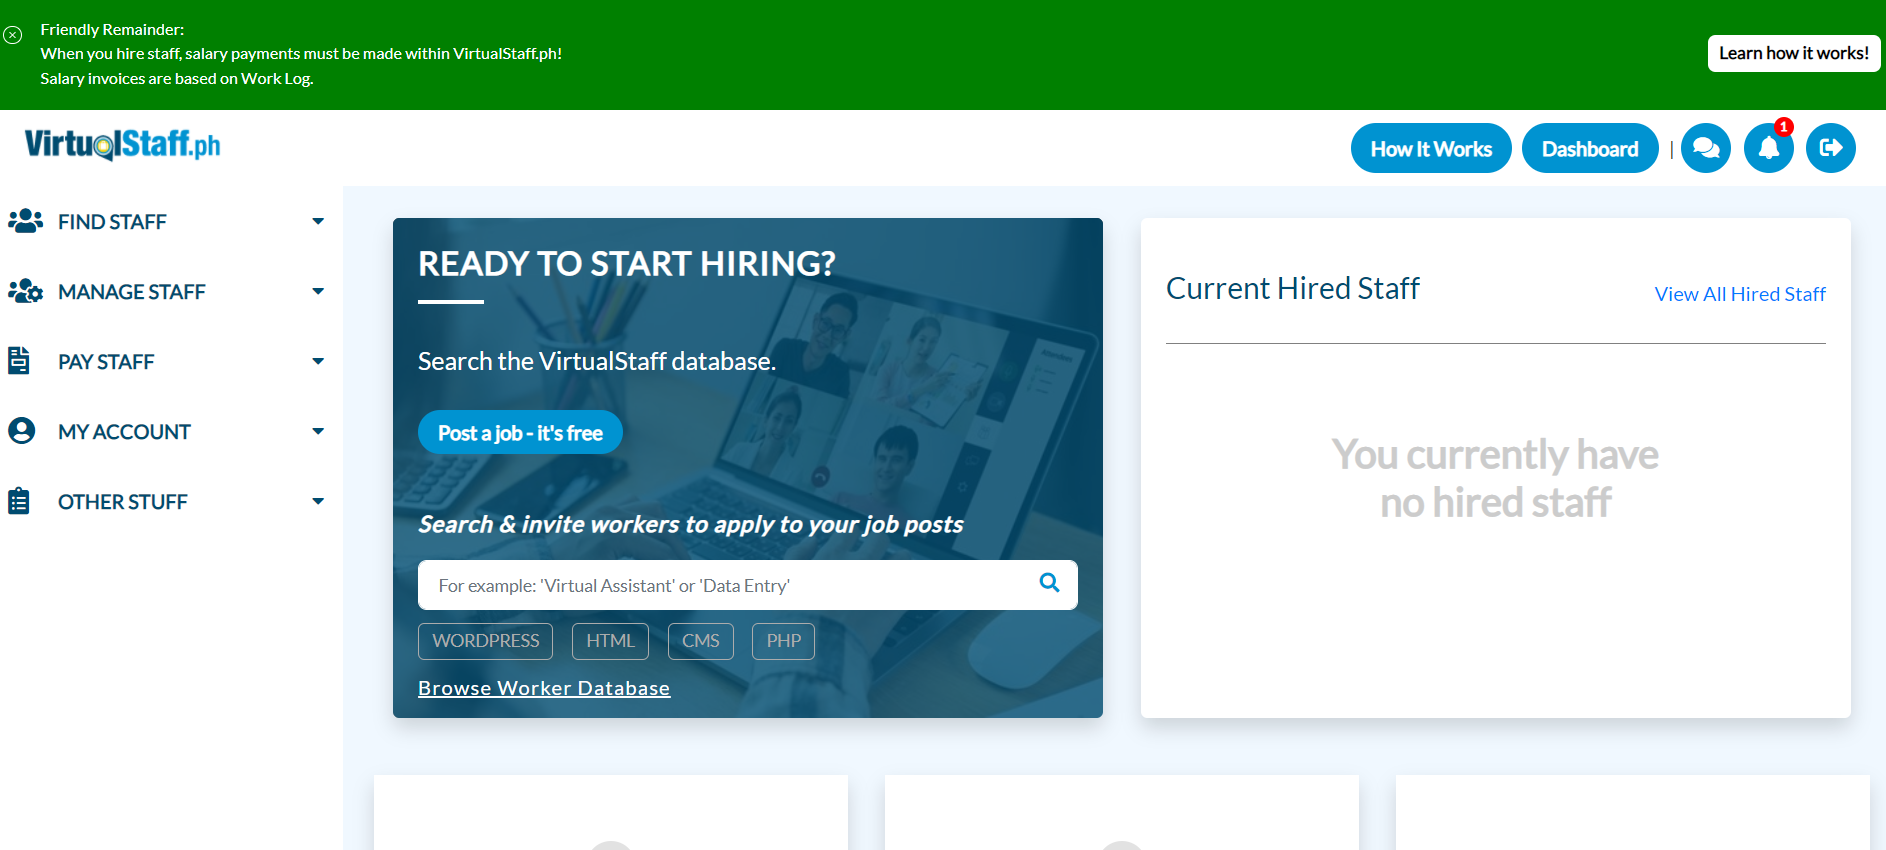 Friendly Remainder:
When you hire staff, salary payments must be made within VirtualStaff.ph!
Salary invoices are based on Work Log.
Learn how it works!
VirtualStaff.ph
How It Works
Dashboard
|
1
FIND STAFF
MANAGE STAFF
PAY STAFF
MY ACCOUNT
OTHER STUFF
READY TO START HIRING?
Search the VirtualStaff database.
Post a job - it's free
Search & invite workers to apply to your job posts
For example: 'Virtual Assistant' or 'Data Entry'
WORDPRESS HTML CMS PHP
Browse Worker Database
Current Hired Staff
View All Hired Staff
You currently have
no hired staff